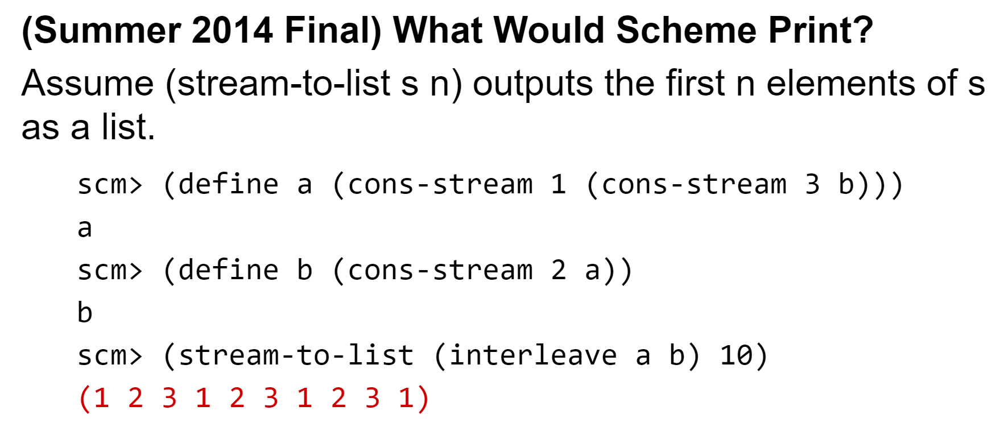 (Summer 2014 Final) What Would Scheme Print?
Assume (stream-to-list s n) outputs the first n elements of s
as a list.
scm> (define a (cons-stream 1 (cons-stream 3 b)))
a
scm> (define b (cons-stream 2 a))
b
scm> (stream-to-list (interleave a b) 10)
(1 2 3 1 2 3 1 2 3 1)